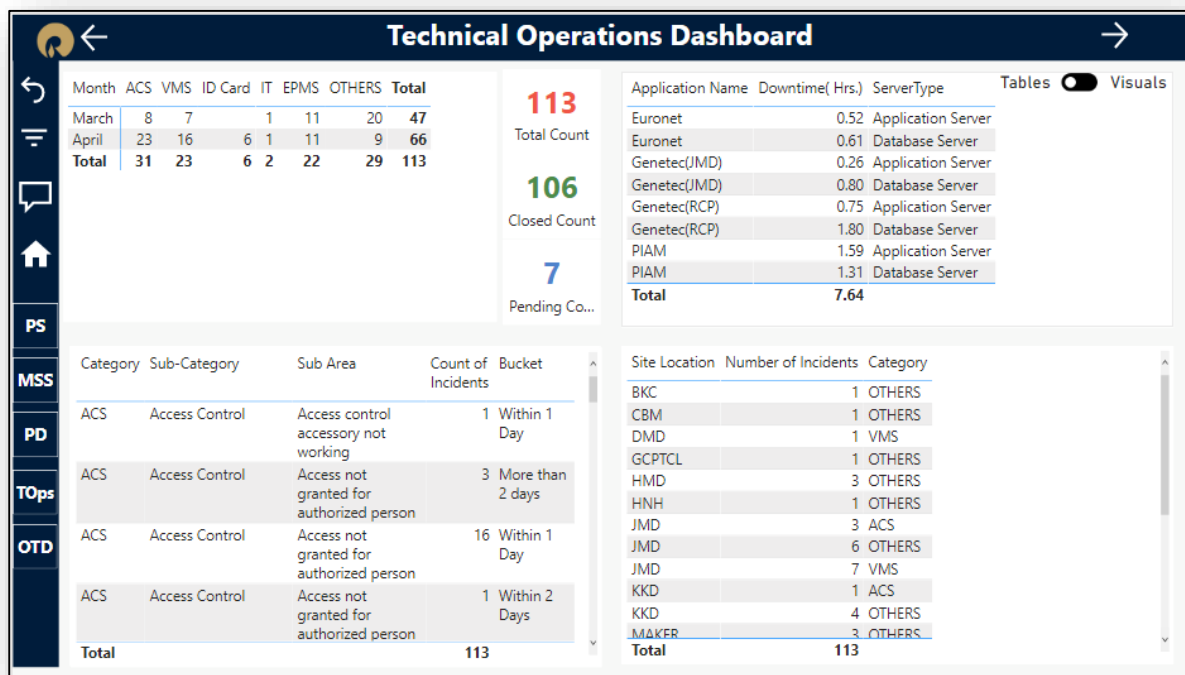 Technical Operations Dashboard
Tables Visuals
PS
MSS
PD
TOps
OTD
Month ACS VMS ID Card IT EPMS OTHERS Total
March 8 7 1 11 20 47
April 23 16 6 1 11 9 66
Total 31 23 6 2 22 29 113
113
Total Count
106
Closed Count
7
Pending Co...
Application Name Downtime( Hrs.) ServerType
Euronet 0.52 Application Server
Euronet 0.61 Database Server
Genetec(JMD) 0.26 Application Server
Genetec(JMD) 0.80 Database Server
Genetec(RCP) 0.75 Application Server
Genetec(RCP) 1.80 Database Server
PIAM 1.59 Application Server
PIAM 1.31 Database Server
Total 7.64
Category Sub-Category Sub Area Count of Bucket
Incidents
ACS Access Control Access control 1 Within 1
accessory not Day
working
ACS Access Control Access not 3 More than
granted for 2 days
authorized person
ACS Access Control Access not 16 Within 1
granted for Day
authorized person
ACS Access Control Access not 1 Within 2
granted for Days
authorized person
Total 113
Site Location Number of Incidents Category
BKC 1 OTHERS
CBM 1 OTHERS
DMD 1 VMS
GCPTCL 1 OTHERS
HMD 3 OTHERS
HNH 1 OTHERS
JMD 3 ACS
JMD 6 OTHERS
JMD 7 VMS
KKD 1 ACS
KKD 4 OTHERS
MAKER 3 OTHERS
Total 113